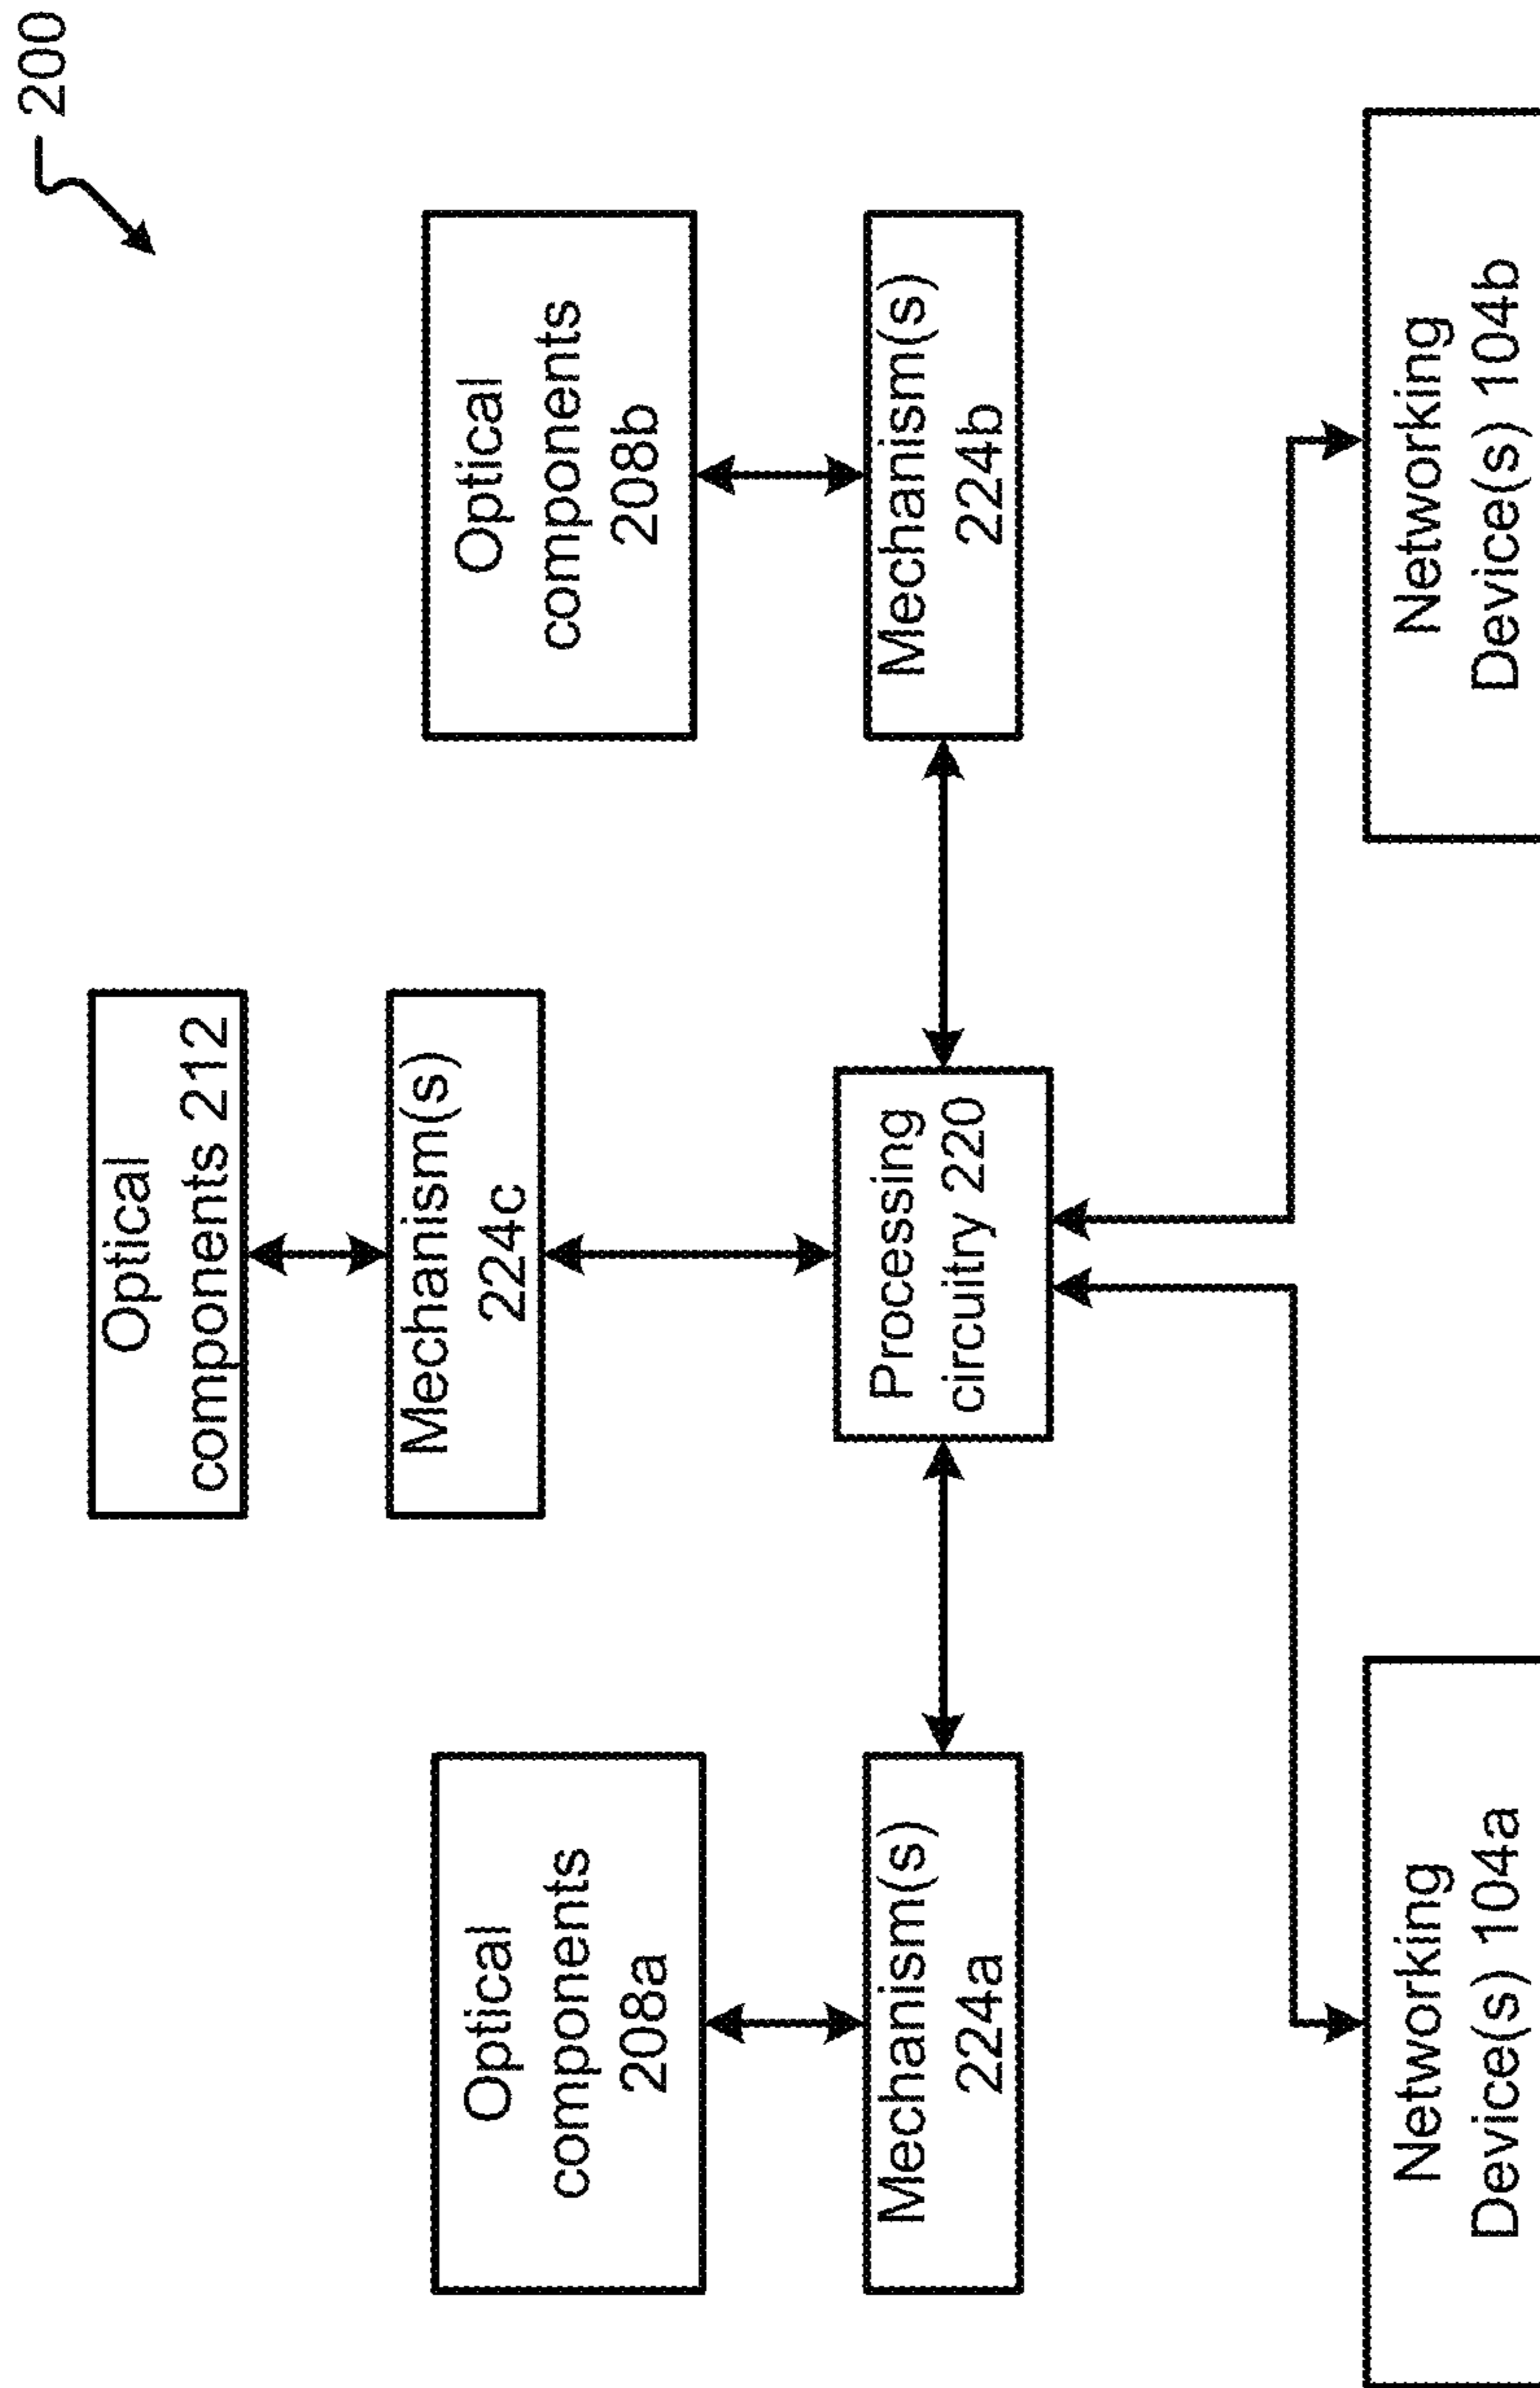 200
Optical
components 212
Mechanism(s)
224c
Optical
components
208a
Optical
components
208b
Mechanism(s)
224a
Processing
circuitry 220
Mechanism(s)
224b
Networking
Device(s) 104a
Networking
Device(s) 104b